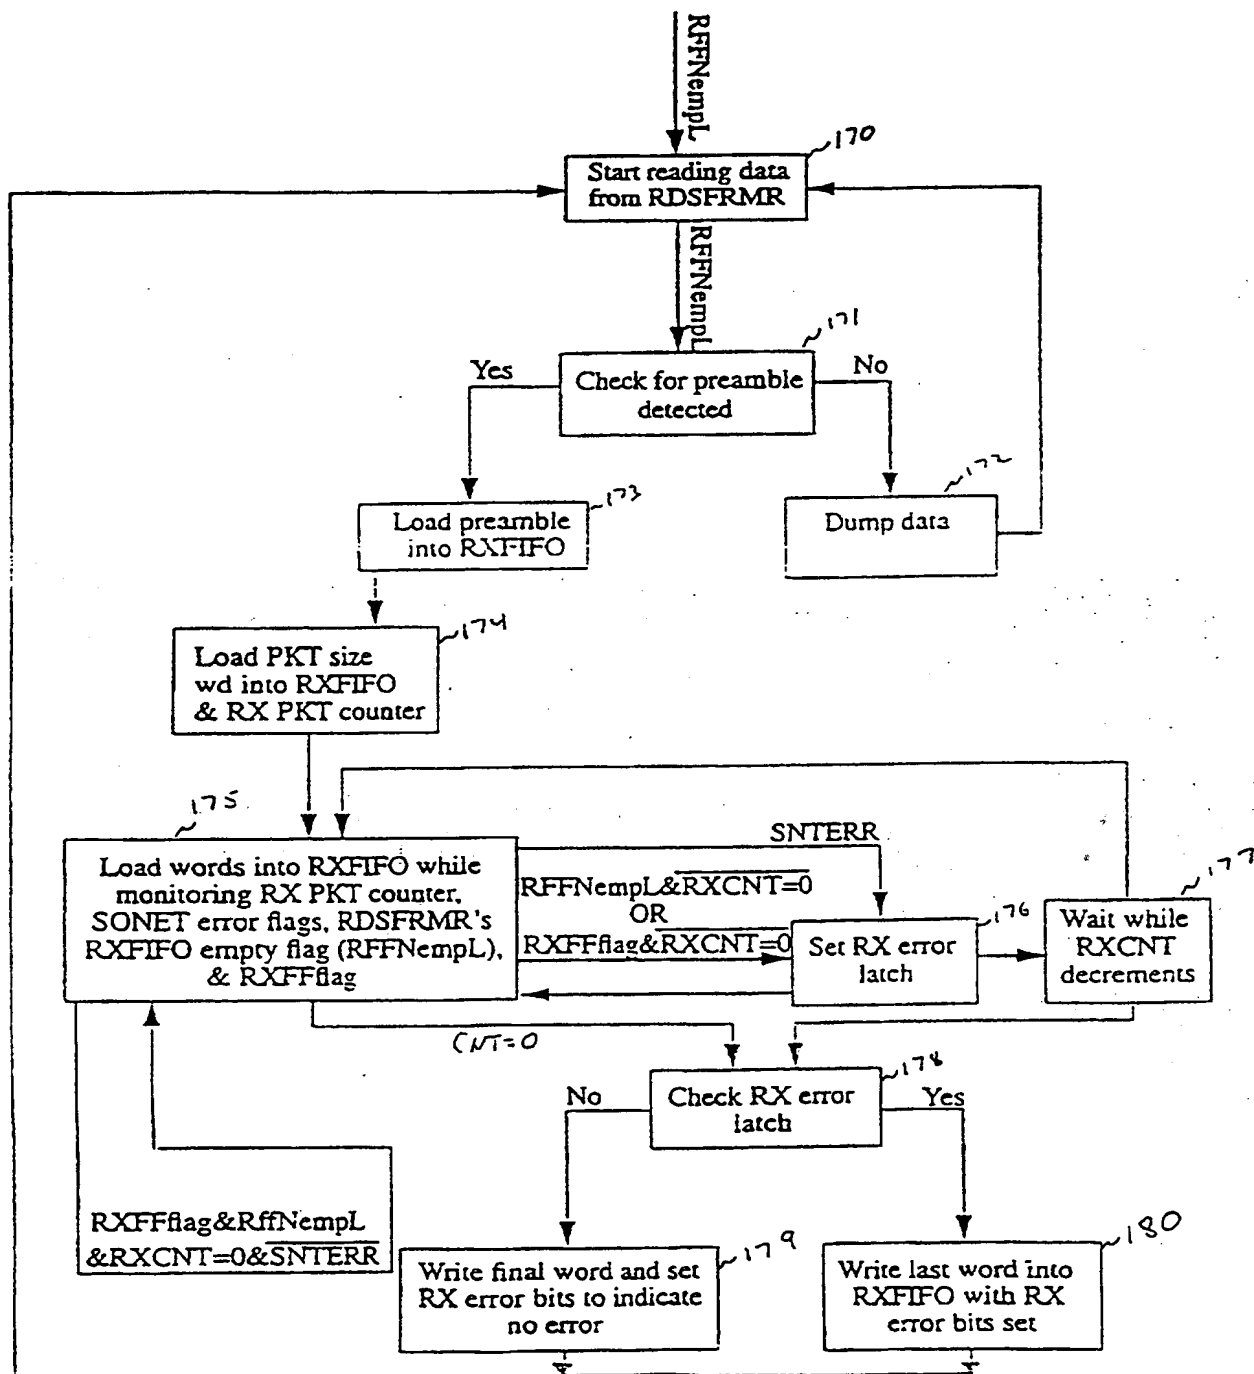 RFFNempL
170
Start reading data
from RDSFRMR
RFFNempL
171
Yes
Check for preamble
detected
No
173
Load preamble
into RXFIFO
172
Dump data
174
Load PKT size
wd into RXFIFO
& RX PKT counter
175
Load words into RXFIFO while
monitoring RX PKT counter,
SONET error flags, RDSFRMR's
RXFIFO empty flag (RFFNempL),
& RXFFflag
SNTERR
RFFNempL&RXCNT=0
OR
RXFFflag&RXCNT=0
176
Set RX error
latch
177
Wait while
RXCNT
decrements
CNT=0
178
No
Check RX error
latch
Yes
RXFFflag&RffNempL
&RXCNT=0&SNTERR
179
Write final word and set
RX error bits to indicate
no error
180
Write last word into
RXFIFO with RX
error bits set